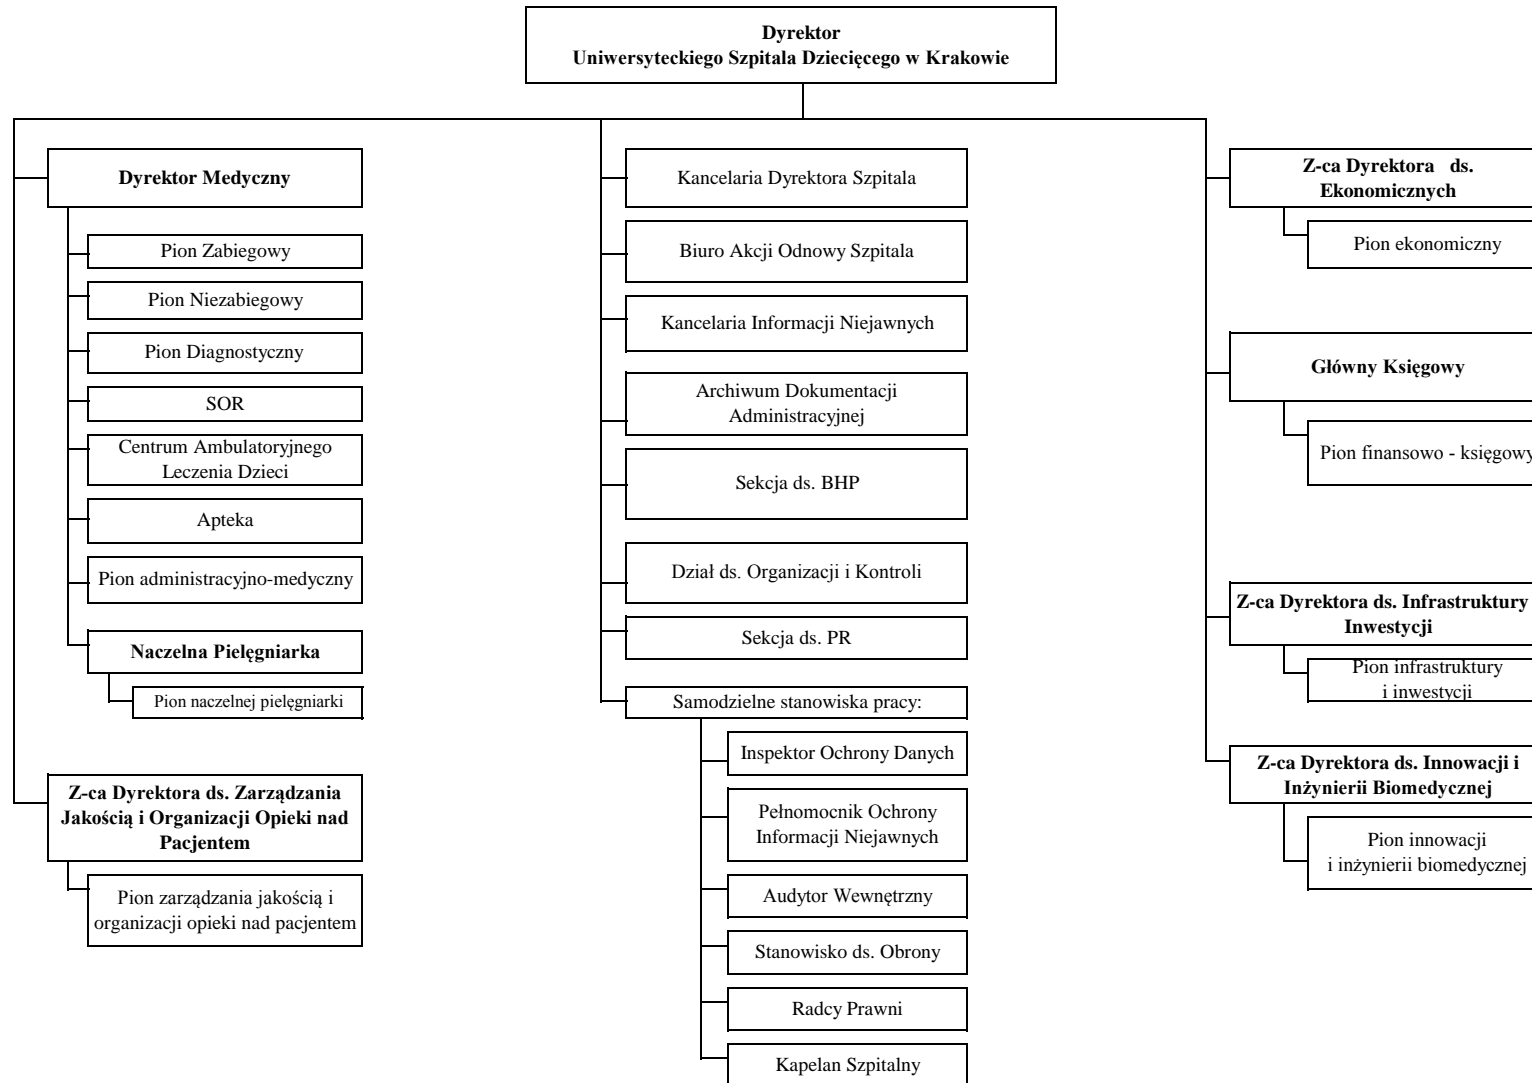 Dyrektor
Uniwersyteckiego Szpitala Dziecięcego w Krakowie
Dyrektor Medyczny
Pion Zabiegowy
Pion Niezabiegowy
Pion Diagnostyczny
SOR
Centrum Ambulatoryjnego
Leczenia Dzieci
Apteka
Pion administracyjno-medyczny
Naczelna Pielęgniarka
Pion naczelnej pielęgniarki
Z-ca Dyrektora ds. Zarządzania
Jakością i Organizacji Opieki nad
Pacjentem
Pion zarządzania jakością i
organizacji opieki nad pacjentem
Kancelaria Dyrektora Szpitala
Biuro Akcji Odnowy Szpitala
Kancelaria Informacji Niejawnych
Archiwum Dokumentacji
Administracyjnej
Sekcja ds. BHP
Dział ds. Organizacji i Kontroli
Sekcja ds. PR
Samodzielne stanowiska pracy:
Inspektor Ochrony Danych
Pełnomocnik Ochrony
Informacji Niejawnych
Audytor Wewnętrzny
Stanowisko ds. Obrony
Radcy Prawni
Kapelan Szpitalny
Z-ca Dyrektora ds.
Ekonomicznych
Pion ekonomiczny
Główny Księgowy
Pion finansowo - księgowy
Z-ca Dyrektora ds. Infrastruktury
Inwestycji
Pion infrastruktury
i inwestycji
Z-ca Dyrektora ds. Innowacji i
Inżynierii Biomedycznej
Pion innowacji
i inżynierii biomedycznej